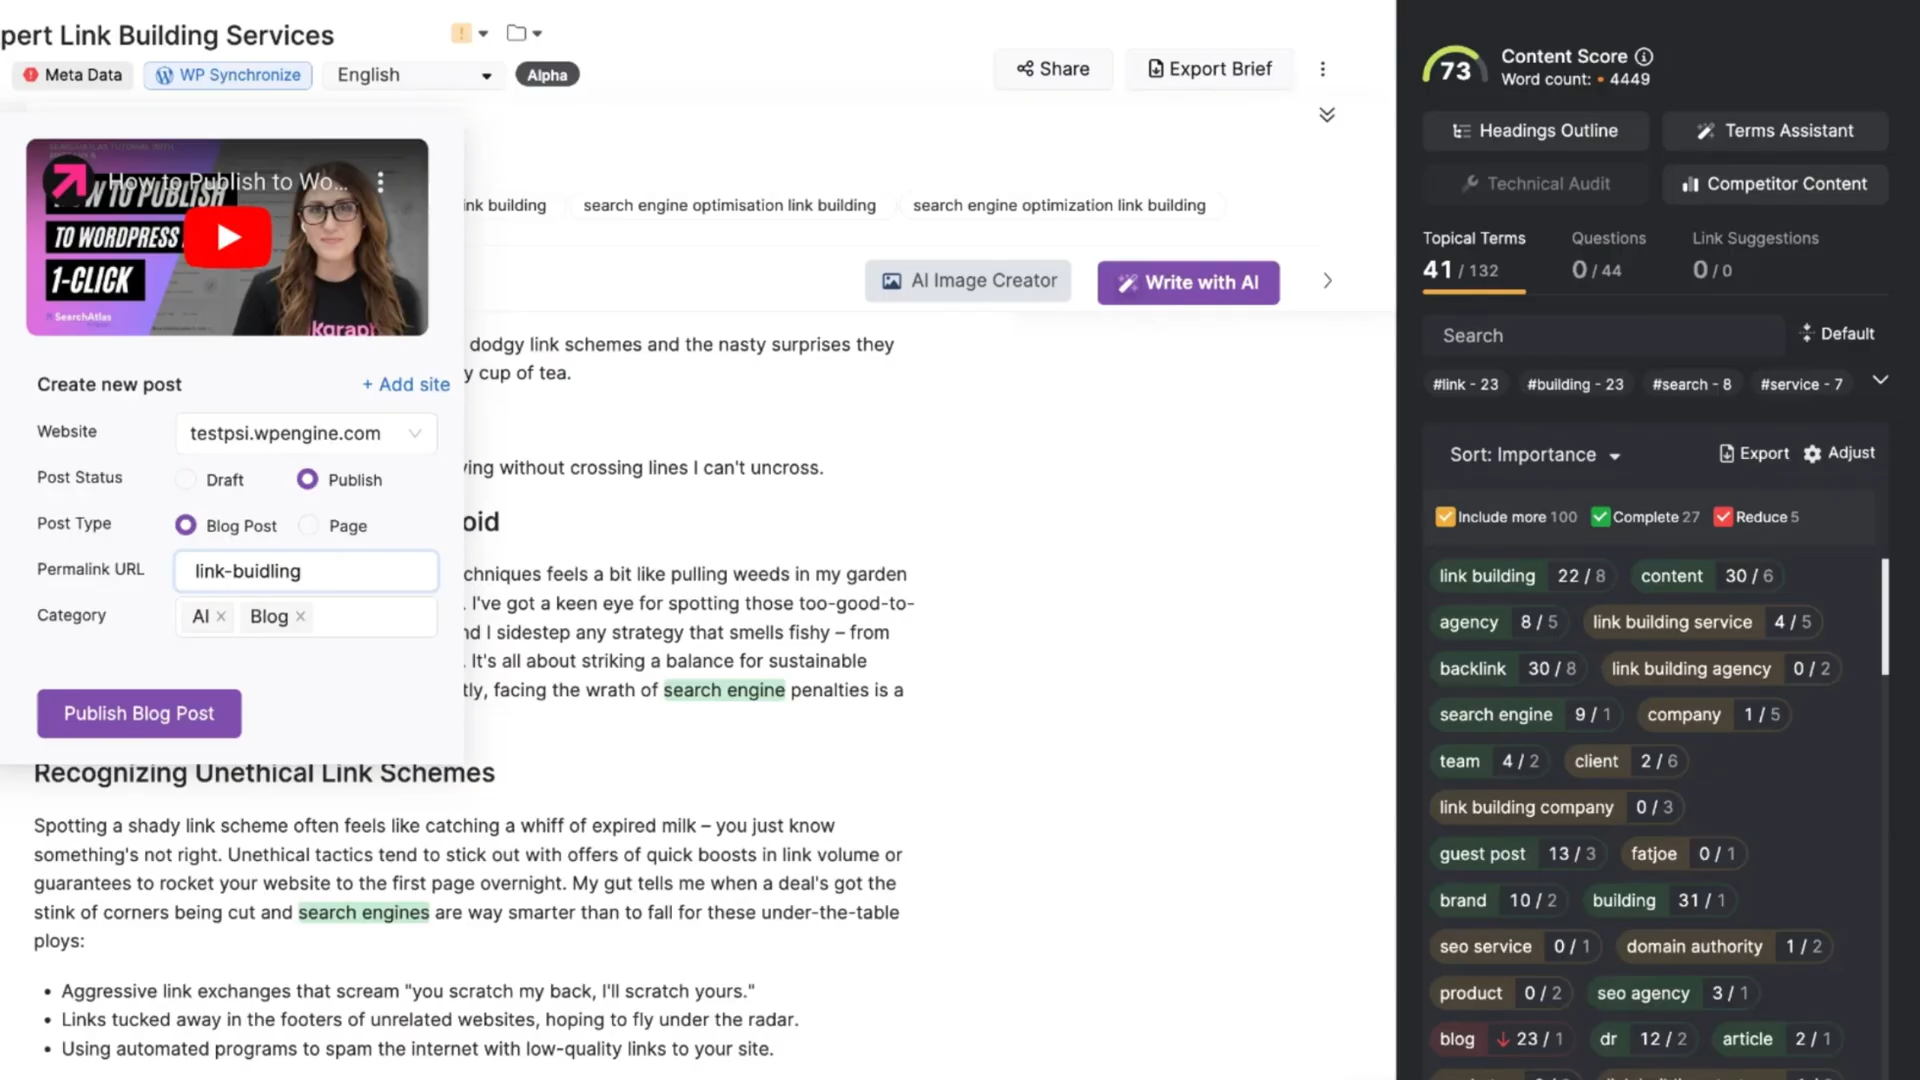 pert Link Building Services
Meta Data
WP Synchronize
English
Alpha
Share
Export Brief
How to Publish to Wo...
TO WORDPRESS
1-CLICK
SearchAtlas
Kgraph
ink building
search engine optimisation link building
search engine optimization link building
AI Image Creator
Write with AI
dodgy link schemes and the nasty surprises they
y cup of tea.
Create new post
+ Add site
Website
testpsi.wpengine.com
Post Status
Draft
Publish
Post Type
Blog Post
Page
Permalink URL
link-buidling
Category
AI ×
Blog ×
Publish Blog Post
ying without crossing lines I can't uncross.
oid
chniques feels a bit like pulling weeds in my garden
. I've got a keen eye for spotting those too-good-to-
nd I sidestep any strategy that smells fishy – from
. It's all about striking a balance for sustainable
tly, facing the wrath of search engine penalties is a
Recognizing Unethical Link Schemes
Spotting a shady link scheme often feels like catching a whiff of expired milk – you just know
something's not right. Unethical tactics tend to stick out with offers of quick boosts in link volume or
guarantees to rocket your website to the first page overnight. My gut tells me when a deal's got the
stink of corners being cut and search engines are way smarter than to fall for these under-the-table
ploys:
• Aggressive link exchanges that scream "you scratch my back, I'll scratch yours."
• Links tucked away in the footers of unrelated websites, hoping to fly under the radar.
• Using automated programs to spam the internet with low-quality links to your site.
73
Content Score
Word count: • 4449
Headings Outline
Terms Assistant
Technical Audit
Competitor Content
Topical Terms
41 / 132
Questions
0 / 44
Link Suggestions
0 / 0
Search
Default
#link - 23
#building - 23
#search - 8
#service - 7
Sort: Importance
Export
Adjust
Include more 100
Complete 27
Reduce 5
link building 22 / 8
content 30 / 6
agency 8 / 5
link building service 4 / 5
backlink 30 / 8
link building agency 0 / 2
search engine 9 / 1
company 1 / 5
team 4 / 2
client 2 / 6
link building company 0 / 3
guest post 13 / 3
fatjoe 0 / 1
brand 10 / 2
building 31 / 1
seo service 0 / 1
domain authority 1 / 2
product 0 / 2
seo agency 3 / 1
blog ↓ 23 / 1
dr 12 / 2
article 2 / 1